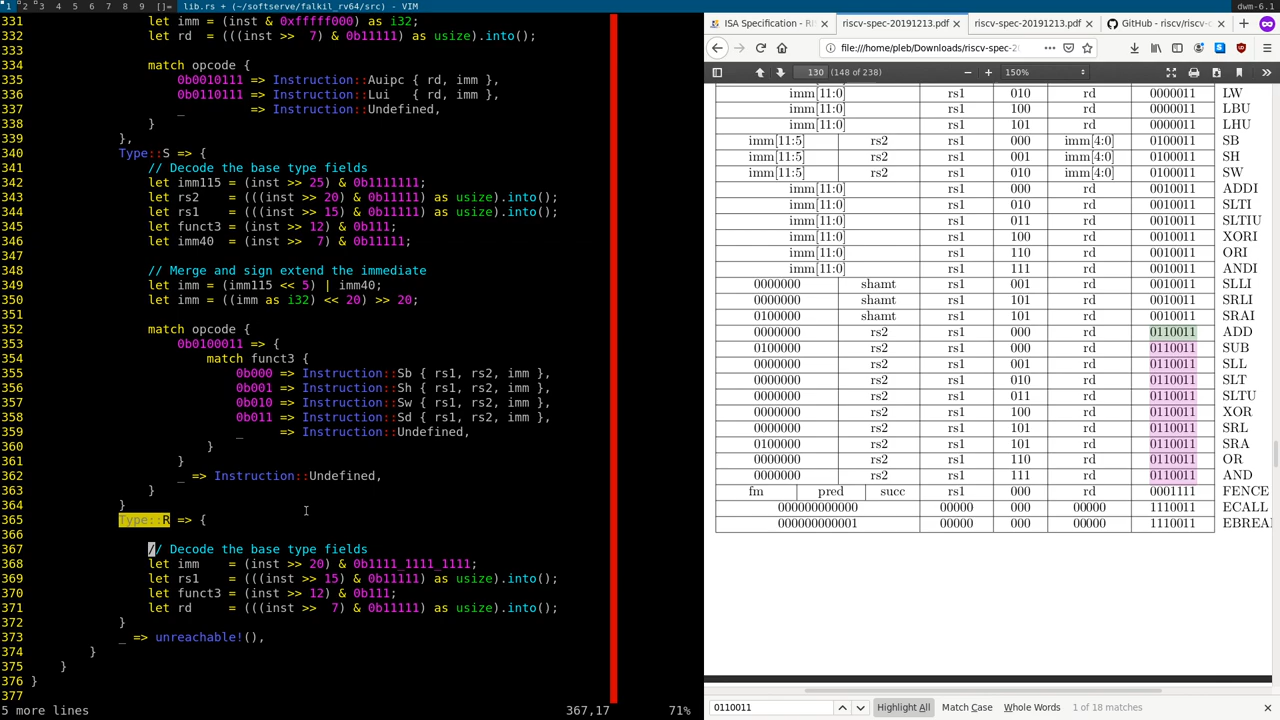 1 2 3 4 5 6 7 8 9 []= lib.rs + (~/softserve/falkil_rv64/src) - VIM
dwm-6.1
331 let imm = (inst & 0xfffff000) as i32;
332 let rd  = (((inst >>  7) & 0b11111) as usize).into();
333
334 match opcode {
335 0b0010111 => Instruction::Auipc { rd, imm },
336 0b0110111 => Instruction::Lui   { rd, imm },
337 _         => Instruction::Undefined,
338 }
339 },
340 Type::S => {
341 // Decode the base type fields
342 let imm115 = (inst >> 25) & 0b1111111;
343 let rs2    = (((inst >> 20) & 0b11111) as usize).into();
344 let rs1    = (((inst >> 15) & 0b11111) as usize).into();
345 let funct3 = (inst >> 12) & 0b111;
346 let imm40  = (inst >>  7) & 0b11111;
347
348 // Merge and sign extend the immediate
349 let imm = (imm115 << 5) | imm40;
350 let imm = ((imm as i32) << 20) >> 20;
351
352 match opcode {
353 0b0100011 => {
354 match funct3 {
355 0b000 => Instruction::Sb { rs1, rs2, imm },
356 0b001 => Instruction::Sh { rs1, rs2, imm },
357 0b010 => Instruction::Sw { rs1, rs2, imm },
358 0b011 => Instruction::Sd { rs1, rs2, imm },
359 _     => Instruction::Undefined,
360 }
361 }
362 _ => Instruction::Undefined,
363 }
364 }
365 Type::R => {
366
367 // Decode the base type fields
368 let imm    = (inst >> 20) & 0b1111_1111_1111;
369 let rs1    = (((inst >> 15) & 0b11111) as usize).into();
370 let funct3 = (inst >> 12) & 0b111;
371 let rd     = (((inst >>  7) & 0b11111) as usize).into();
372 }
373 _ => unreachable!(),
374 }
375 }
376 }
377
5 more lines 367,17 71%
ISA Specification - RIS riscv-spec-20191213.pdf riscv-spec-20191213.pdf GitHub - riscv/riscv-c
file:///home/pleb/Downloads/riscv-spec-2
130 (148 of 238) 150%
imm[11:0] rs1 010 rd 0000011 LW
imm[11:0] rs1 100 rd 0000011 LBU
imm[11:0] rs1 101 rd 0000011 LHU
imm[11:5] rs2 rs1 000 imm[4:0] 0100011 SB
imm[11:5] rs2 rs1 001 imm[4:0] 0100011 SH
imm[11:5] rs2 rs1 010 imm[4:0] 0100011 SW
imm[11:0] rs1 000 rd 0010011 ADDI
imm[11:0] rs1 010 rd 0010011 SLTI
imm[11:0] rs1 011 rd 0010011 SLTIU
imm[11:0] rs1 100 rd 0010011 XORI
imm[11:0] rs1 110 rd 0010011 ORI
imm[11:0] rs1 111 rd 0010011 ANDI
0000000 shamt rs1 001 rd 0010011 SLLI
0000000 shamt rs1 101 rd 0010011 SRLI
0100000 shamt rs1 101 rd 0010011 SRAI
0000000 rs2 rs1 000 rd 0110011 ADD
0100000 rs2 rs1 000 rd 0110011 SUB
0000000 rs2 rs1 001 rd 0110011 SLL
0000000 rs2 rs1 010 rd 0110011 SLT
0000000 rs2 rs1 011 rd 0110011 SLTU
0000000 rs2 rs1 100 rd 0110011 XOR
0000000 rs2 rs1 101 rd 0110011 SRL
0100000 rs2 rs1 101 rd 0110011 SRA
0000000 rs2 rs1 110 rd 0110011 OR
0000000 rs2 rs1 111 rd 0110011 AND
fm pred succ rs1 000 rd 0001111 FENCE
000000000000 00000 000 00000 1110011 ECALL
000000000001 00000 000 00000 1110011 EBREA
0110011 Highlight All Match Case Whole Words 1 of 18 matches